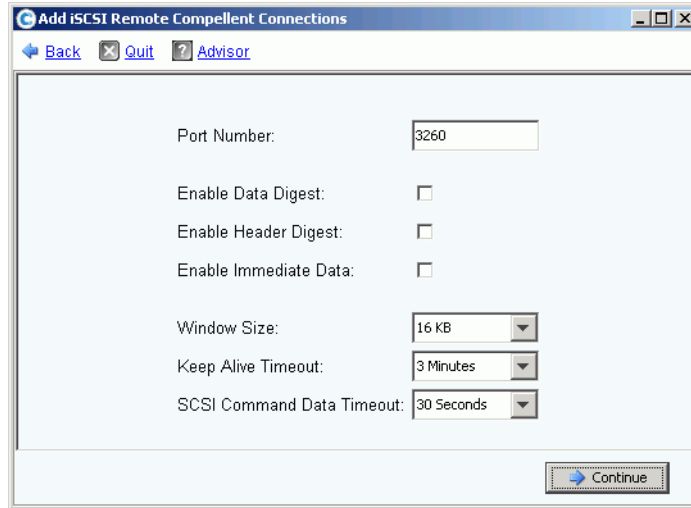 Add iSCSI Remote Compellent Connections
Back Quit Advisor
Port Number: 3260
Enable Data Digest:
Enable Header Digest:
Enable Immediate Data:
Window Size: 16 KB
Keep Alive Timeout: 3 Minutes
SCSI Command Data Timeout: 30 Seconds
Continue